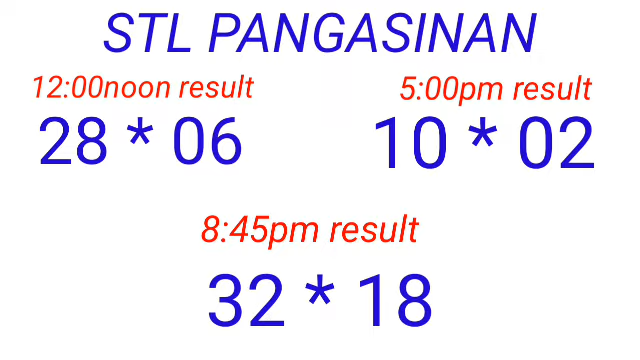 STL PANGASINAN
12:00noon result
28 * 06
5:00pm result
10 * 02
8:45pm result
32 * 18